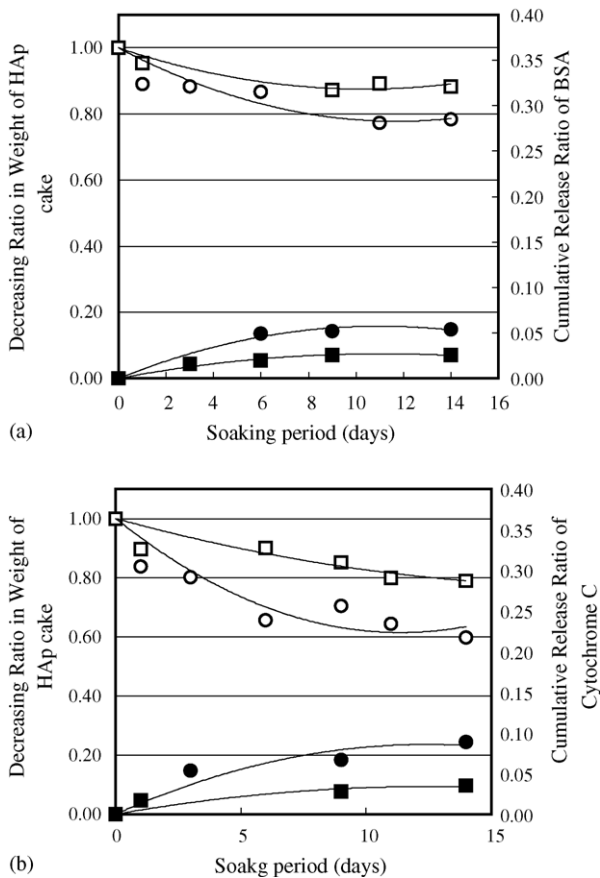 Decreasing Ratio in Weight of HAp
cake
1.00
0.80
0.60
0.40
0.20
0.00
0.40
0.35
0.30
0.25
0.20
0.15
0.10
0.05
0.00
Cumulative Release Ratio of BSA
0 2 4 6 8 10 12 14 16
(a)
Soaking period (days)
Decreasing Ratio in Weight of
HAp cake
1.00
0.80
0.60
0.40
0.20
0.00
0.40
0.35
0.30
0.25
0.20
0.15
0.10
0.05
0.00
Cumulative Release Ratio of
Cytochrome C
0 5 10 15
(b)
Soakg period (days)